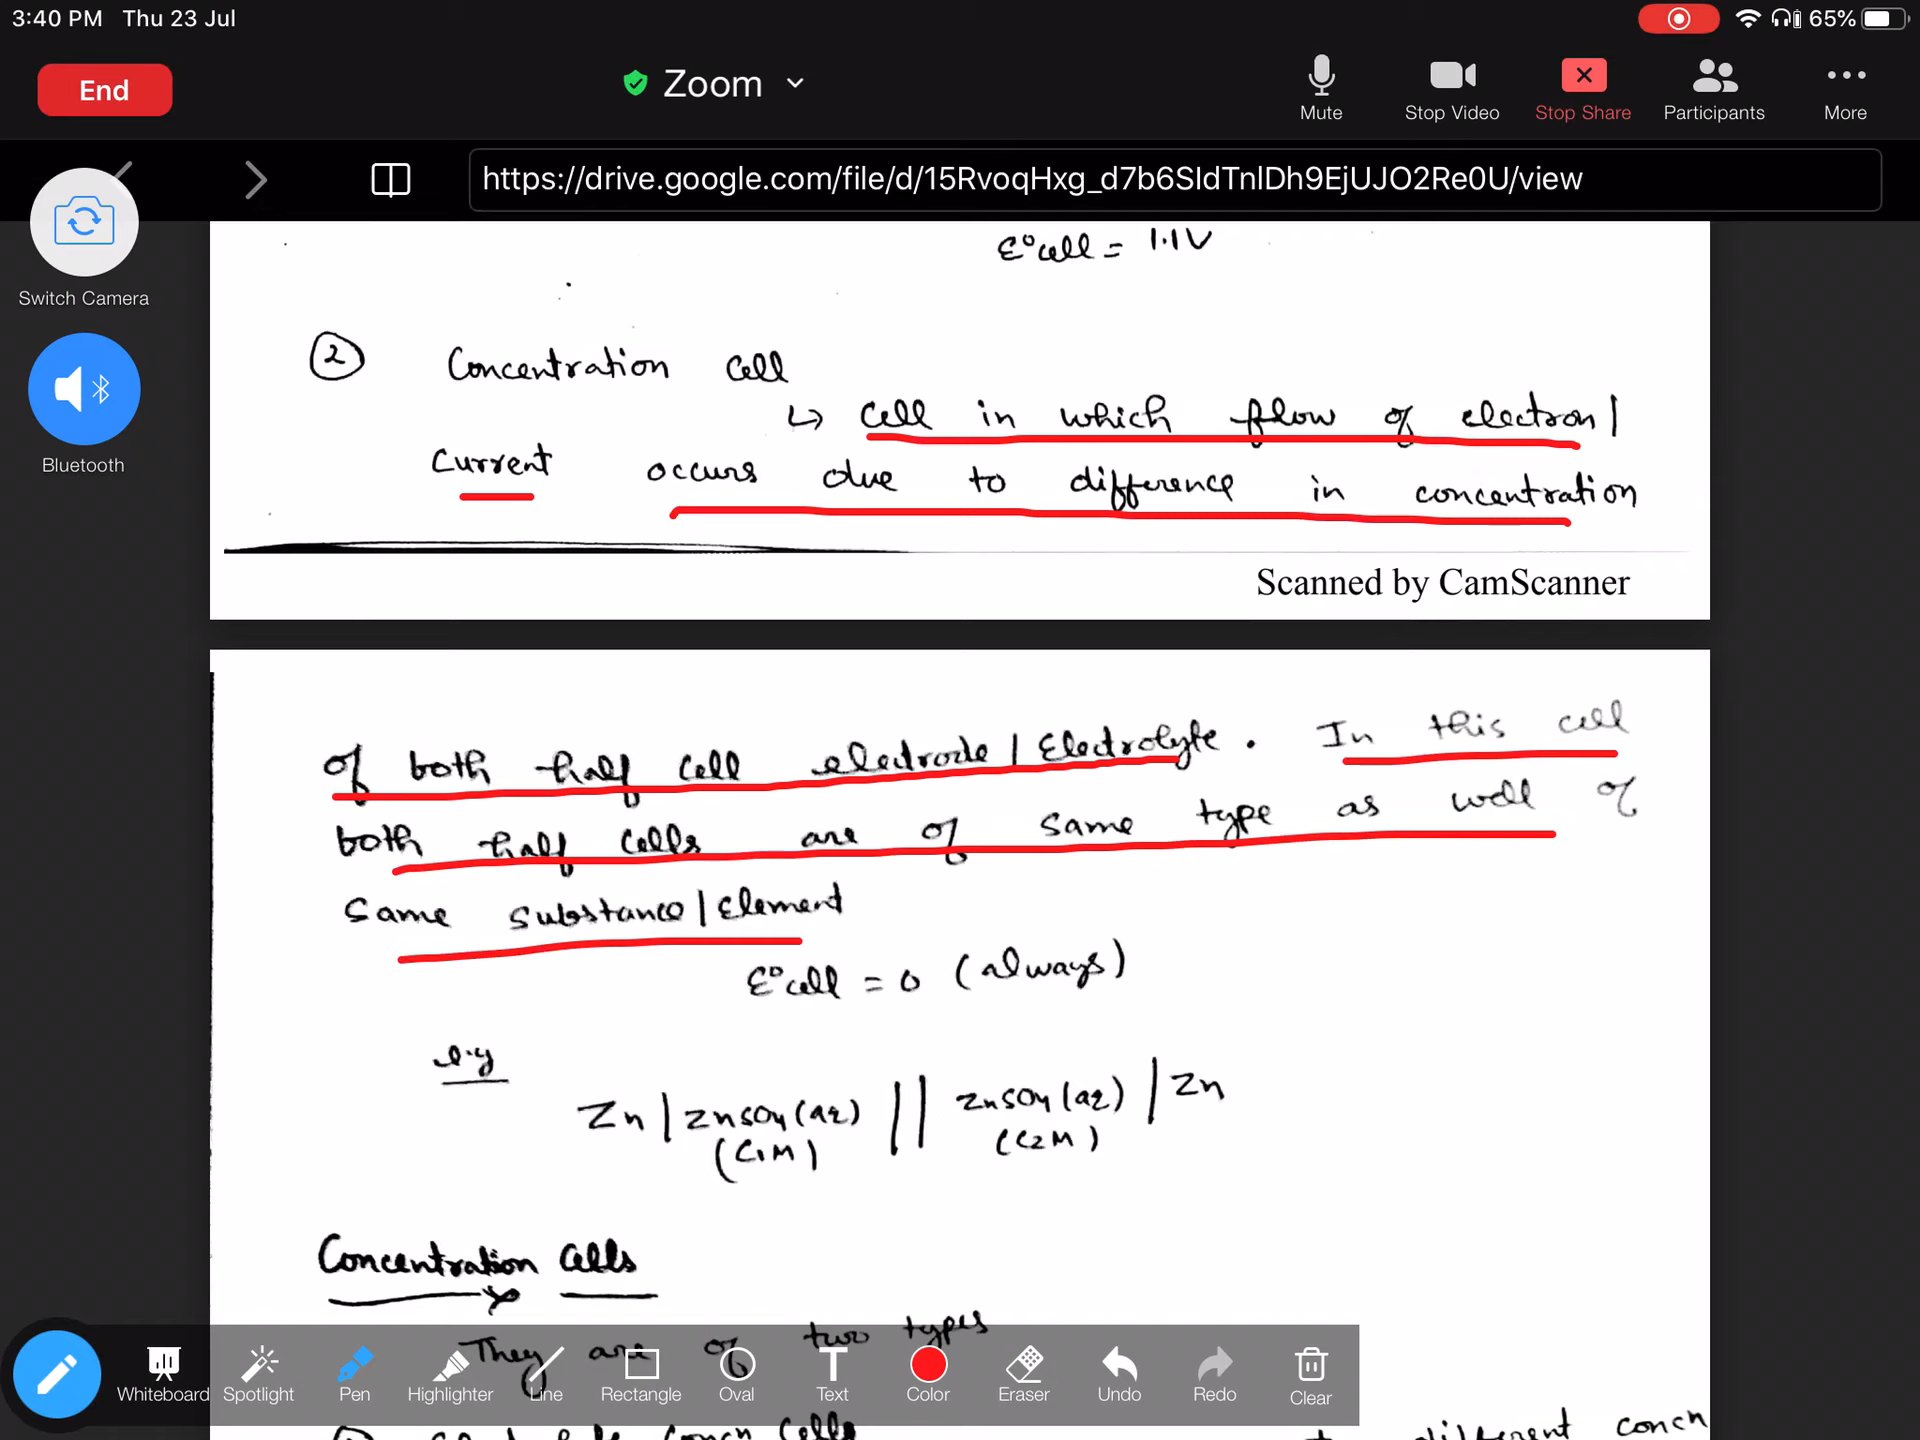 3:40 PM Thu 23 Jul
65%
End
Zoom
Mute
Stop Video
Stop Share
Participants
More
https://drive.google.com/file/d/15RvoqHxg_d7b6SIdTnlDh9EjUJO2Re0U/view
Switch Camera
Bluetooth
E°cell = 1.1V
2 Concentration cell
↳ cell in which flow of electron/
Current occurs due to difference in concentration
Scanned by CamScanner
of both half cell electrode/Electrolyte. In this cell
both half cells are of same type as well of
Same substance/Element
E°cell = 0 (always)
e.g
Zn | ZnSO4(aq) || ZnSO4(aq) | Zn
(C1M) (C2M)
Concentration Cells
They are of two types
Whiteboard
Spotlight
Pen
Highlighter
Line
Rectangle
Oval
Text
Color
Eraser
Undo
Redo
Clear
concn cells different concn